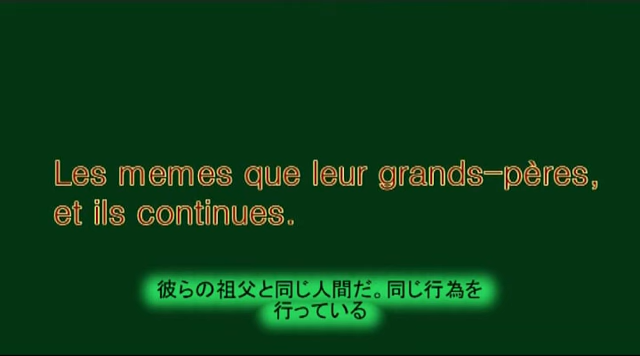 Les memes que leur grands-pères,
et ils continues.
彼らの祖父と同じ人間だ。同じ行為を
行っている